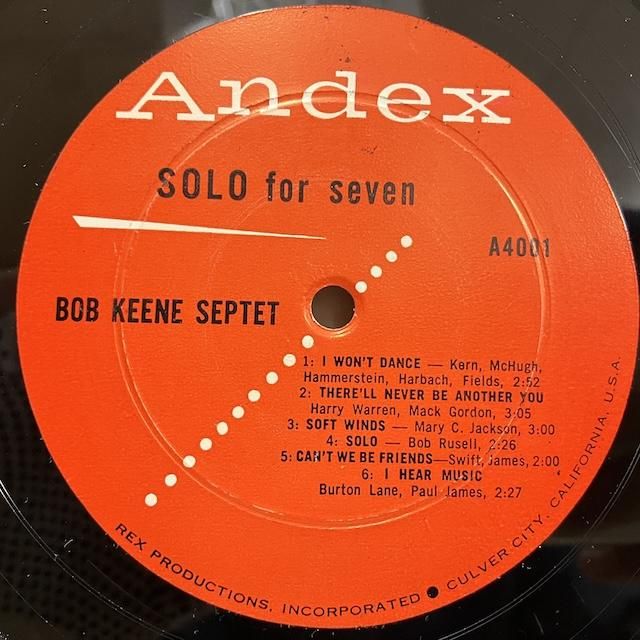 Andex
SOLO for seven
A4001
BOB KEENE SEPTET
1: I WON'T DANCE — Kern, McHugh,
Hammerstein, Harbach, Fields, 2:52
2: THERE'LL NEVER BE ANOTHER YOU
Harry Warren, Mack Gordon, 3:05
3: SOFT WINDS — Mary C. Jackson, 3:00
4: SOLO — Bob Rusell, 2:26
5: CAN'T WE BE FRIENDS—Swift, James, 2:00
6: I HEAR MUSIC
Burton Lane, Paul James, 2:27
REX PRODUCTIONS, INCORPORATED ● CULVER CITY, CALIFORNIA, U.S.A.